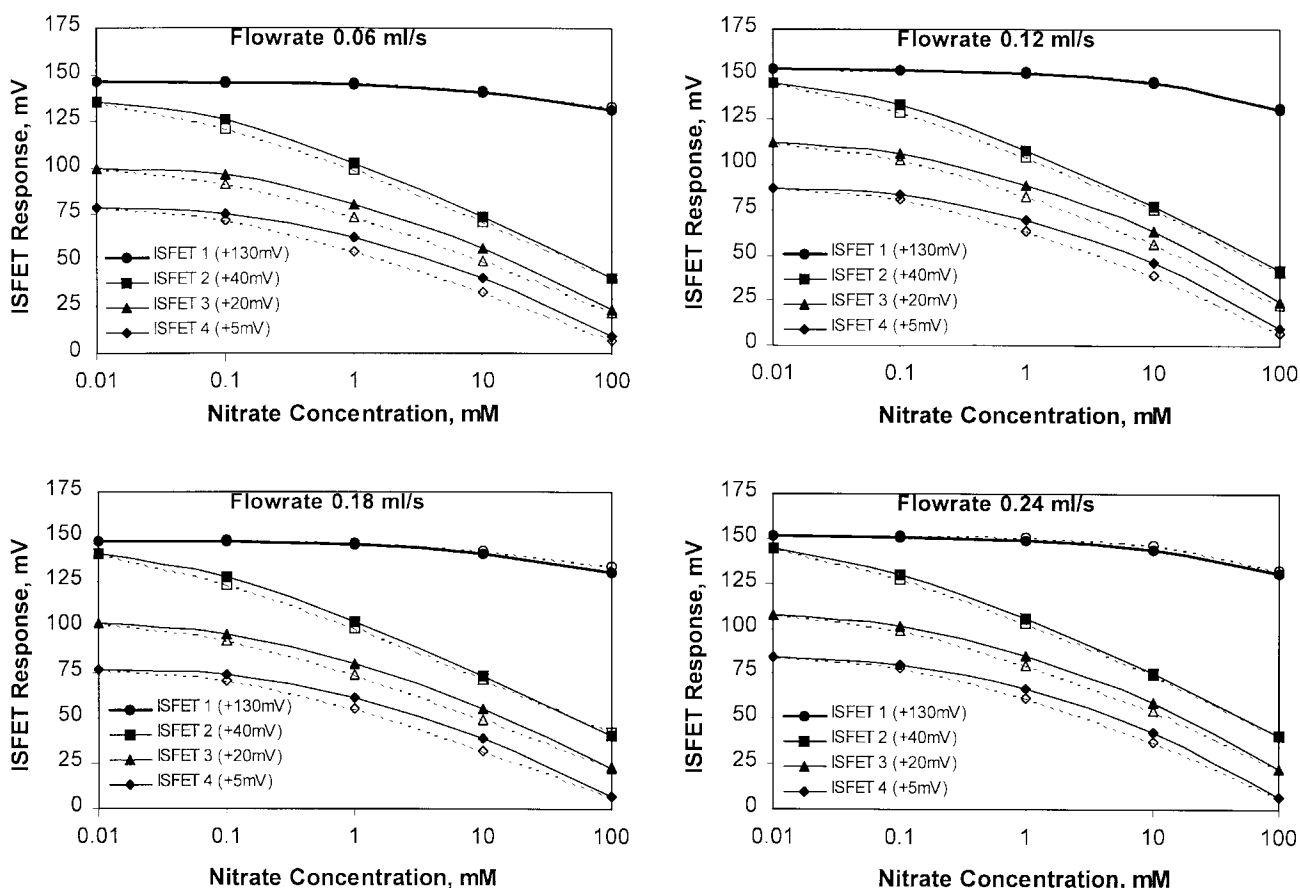 Flowrate 0.06 ml/s
ISFET Response, mV
175
150
125
100
75
50
25
0
ISFET 1 (+130mV)
ISFET 2 (+40mV)
ISFET 3 (+20mV)
ISFET 4 (+5mV)
0.01 0.1 1 10 100
Nitrate Concentration, mM
Flowrate 0.12 ml/s
ISFET Response, mV
175
150
125
100
75
50
25
0
ISFET 1 (+130mV)
ISFET 2 (+40mV)
ISFET 3 (+20mV)
ISFET 4 (+5mV)
0.01 0.1 1 10 100
Nitrate Concentration, mM
Flowrate 0.18 ml/s
ISFET Response, mV
175
150
125
100
75
50
25
0
ISFET 1 (+130mV)
ISFET 2 (+40mV)
ISFET 3 (+20mV)
ISFET 4 (+5mV)
0.01 0.1 1 10 100
Nitrate Concentration, mM
Flowrate 0.24 ml/s
ISFET Response, mV
175
150
125
100
75
50
25
0
ISFET 1 (+130mV)
ISFET 2 (+40mV)
ISFET 3 (+20mV)
ISFET 4 (+5mV)
0.01 0.1 1 10 100
Nitrate Concentration, mM